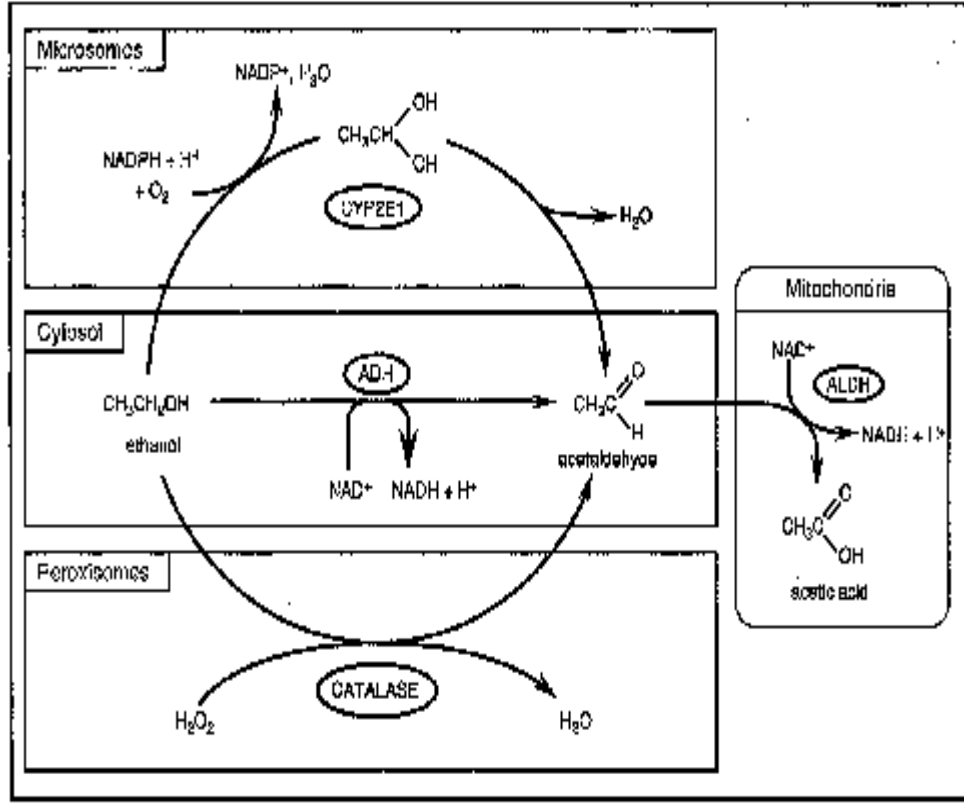 Microsomes
NADP⁺, H₂O
OH
CH₃CH
OH
NADPH + H⁺
+ O₂
CYP2E1
H₂O
Mitochondria
Cytosol
NAD⁺
ADH
O
ALDH
CH₃CH₂OH
CH₃C
H
NADH + H⁺
ethanol
acetaldehyde
NAD⁺
NADH + H⁺
O
CH₃C
OH
Peroxisomes
acetic acid
CATALASE
H₂O₂
H₂O